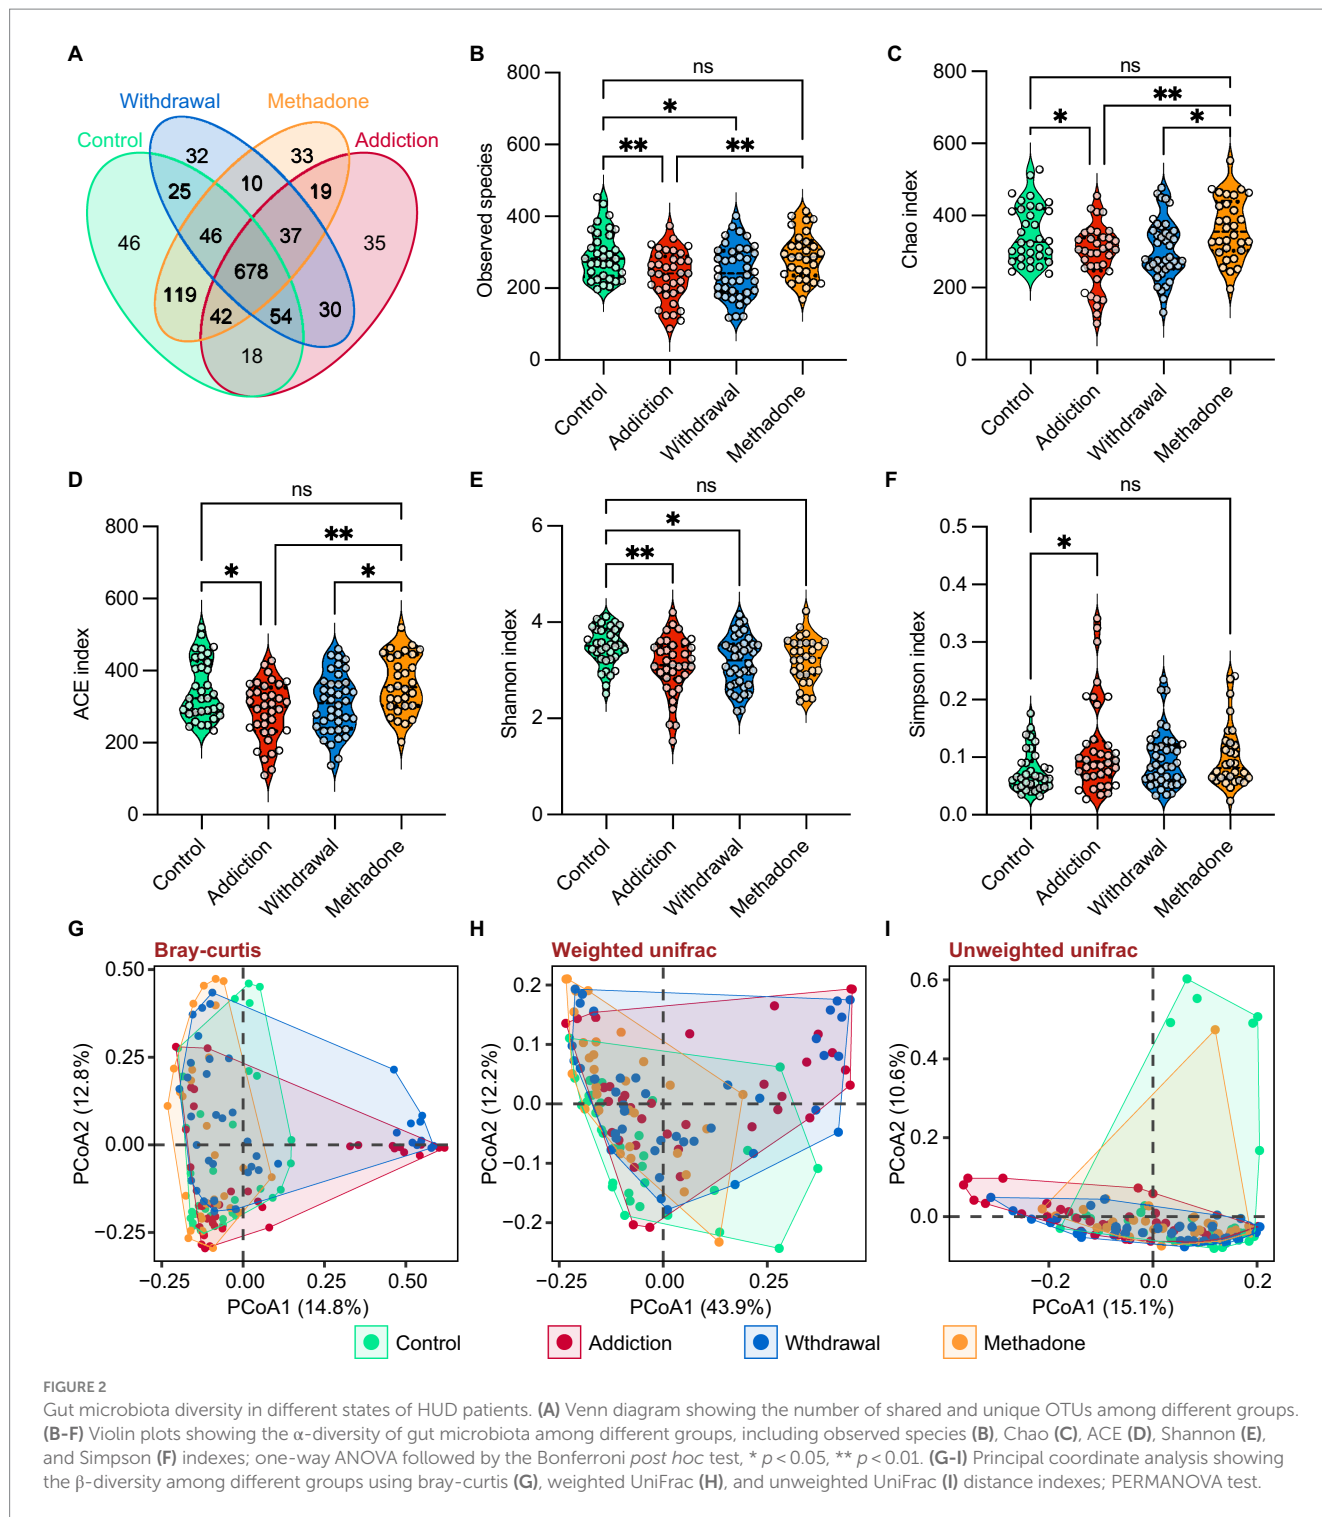 A
Withdrawal
Methadone
Control
Addiction
32
33
25
10
19
46
46
37
35
678
119
42
54
30
18
B
Observed species
800
600
400
200
0
ns
*
** **
Control
Addiction
Withdrawal
Methadone
C
Chao index
800
600
400
200
0
ns
**
* *
Control
Addiction
Withdrawal
Methadone
D
ACE index
800
600
400
200
0
ns
**
* *
Control
Addiction
Withdrawal
Methadone
E
Shannon index
6
4
2
0
ns
*
**
Control
Addiction
Withdrawal
Methadone
F
Simpson index
0.5
0.4
0.3
0.2
0.1
0.0
ns
*
Control
Addiction
Withdrawal
Methadone
G
Bray-curtis
PCoA2 (12.8%)
0.50
0.25
0.00
−0.25
−0.25 0.00 0.25 0.50
PCoA1 (14.8%)
H
Weighted unifrac
PCoA2 (12.2%)
0.2
0.1
0.0
−0.1
−0.2
−0.25 0.00 0.25
PCoA1 (43.9%)
I
Unweighted unifrac
PCoA2 (10.6%)
0.6
0.4
0.2
0.0
−0.2 0.0 0.2
PCoA1 (15.1%)
Control Addiction Wthdrawal Methadone
FIGURE 2
Gut microbiota diversity in different states of HUD patients. (A) Venn diagram showing the number of shared and unique OTUs among different groups.
(B-F) Violin plots showing the α-diversity of gut microbiota among different groups, including observed species (B), Chao (C), ACE (D), Shannon (E),
and Simpson (F) indexes; one-way ANOVA followed by the Bonferroni post hoc test, * p < 0.05, ** p < 0.01. (G-I) Principal coordinate analysis showing
the β-diversity among different groups using bray-curtis (G), weighted UniFrac (H), and unweighted UniFrac (I) distance indexes; PERMANOVA test.